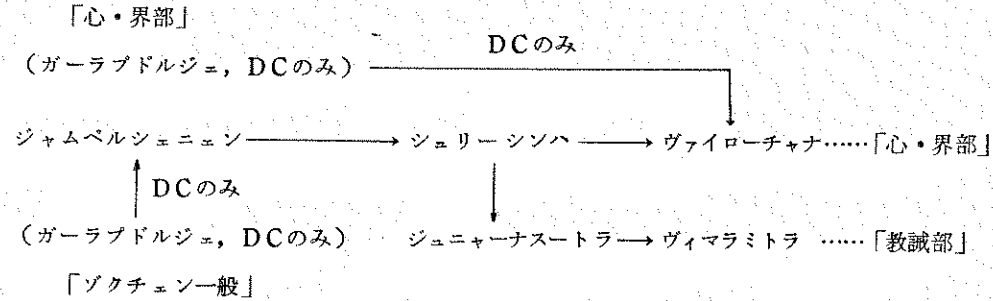 「心・界部」
DCのみ
(ガーラプドルジェ, DCのみ)
ジャムペルシェニェン シュリーシンハ ヴァイローチャナ……「心・界部」
DCのみ
(ガーラプドルジェ, DCのみ) ジュニャーナスートラ ヴィマラミトラ ……「教誡部」
「ゾクチェン一般」